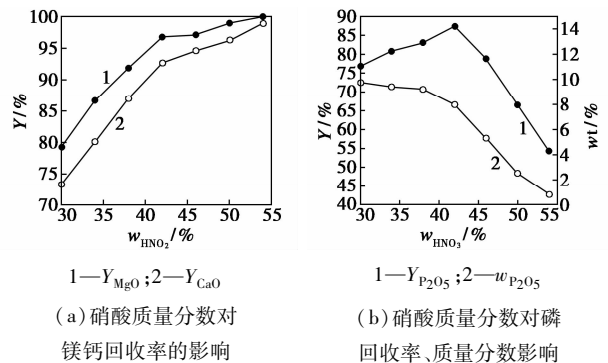 100
95
90
85
80
75
70
Y/%
1
2
30 35 40 45 50 55
w_HNO₂/%
1—Y_MgO;2—Y_CaO
(a)硝酸质量分数对
镁钙回收率的影响
90
85
80
75
70
65
60
55
50
45
40
Y/%
1
2
14
12
10
8
6
4
2
0
wt/%
30 35 40 45 50 55
w_HNO₃/%
1—Y_P₂O₅;2—w_P₂O₅
(b)硝酸质量分数对磷
回收率、质量分数影响